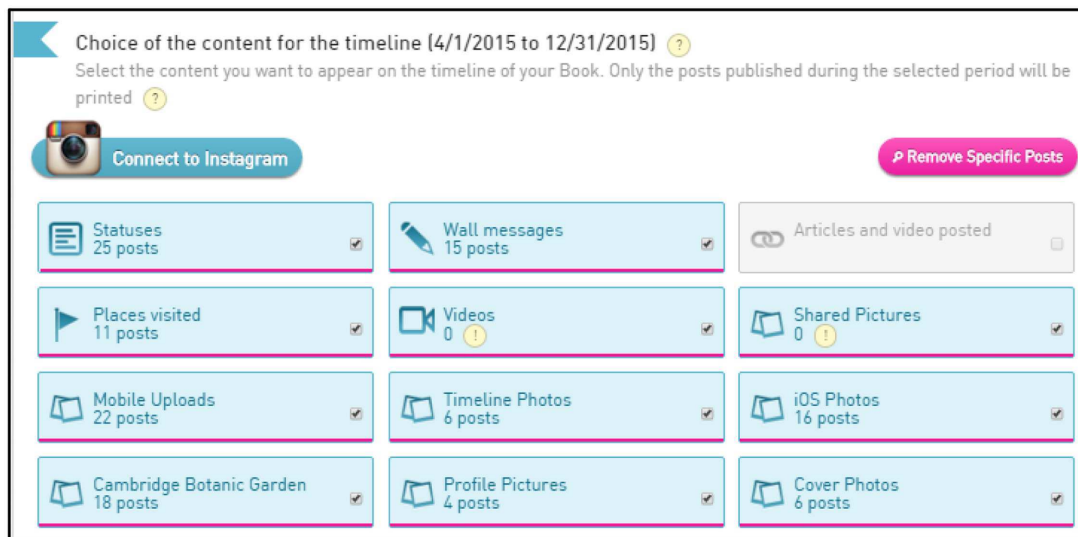 Choice of the content for the timeline (4/1/2015 to 12/31/2015) ?
Select the content you want to appear on the timeline of your Book. Only the posts published during the selected period will be
printed ?
Connect to Instagram
Remove Specific Posts
Statuses
25 posts
Wall messages
15 posts
Articles and video posted
Places visited
11 posts
Videos
0 !
Shared Pictures
0 !
Mobile Uploads
22 posts
Timeline Photos
6 posts
iOS Photos
16 posts
Cambridge Botanic Garden
18 posts
Profile Pictures
4 posts
Cover Photos
6 posts